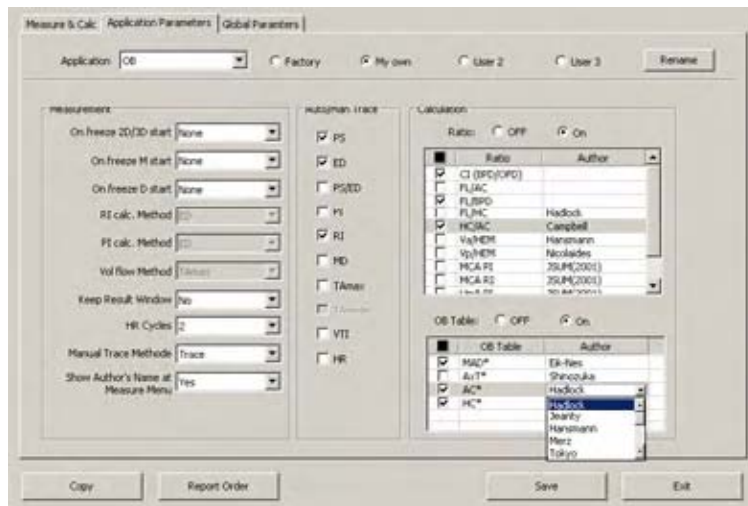 Measure & Calc Application Parameters Global Paramters
Application OB Factory My own User 2 User 3 Rename
Measurement
On freeze 2D/3D start None
On freeze M start None
On freeze D start None
RI calc. Method ED
PI calc. Method ED
Vol flow Method TAmax
Keep Result Window No
HR Cycles 2
Manual Trace Methode Trace
Show Author's Name at Measure Menu Yes
Auto/Man Trace
PS
ED
PS/ED
PI
RI
MD
TAmax
VTI
HR
Calculation
Ratio: OFF On
Ratio Author
CI (BPD/OFD)
FL/AC
FL/BPD
FL/HC Hadlock
HC/AC Campbell
Va/HEM Hansmann
Vp/HEM Nicolaides
MCA PI JSUM(2001)
MCA RI JSUM(2001)
OB Table: OFF On
OB Table Author
MAD* Eik-Nes
AxT* Shinozuka
AC* Hadlock
HC*
Hadlock
Jeanty
Hansmann
Merz
Tokyo
Copy Report Order Save Exit